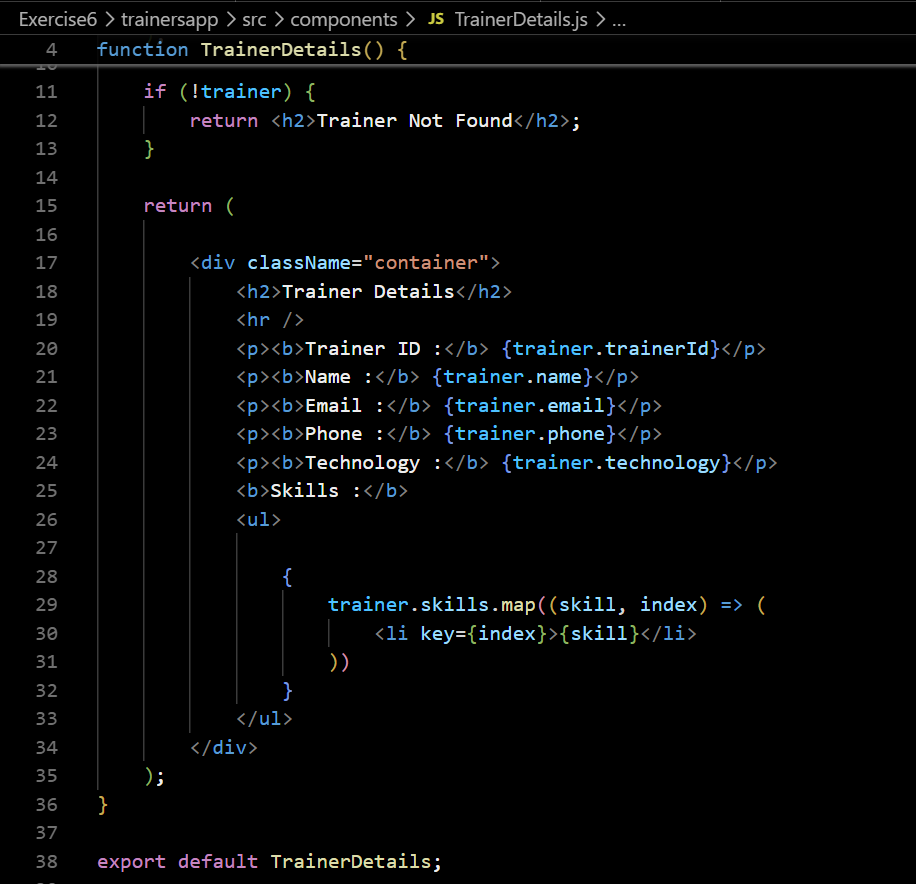 Exercise6 > trainersapp > src > components > JS TrainerDetails.js > ...
4 function TrainerDetails() {
11 if (!trainer) {
12 return <h2>Trainer Not Found</h2>;
13 }
14
15 return (
16
17 <div className="container">
18 <h2>Trainer Details</h2>
19 <hr />
20 <p><b>Trainer ID :</b> {trainer.trainerId}</p>
21 <p><b>Name :</b> {trainer.name}</p>
22 <p><b>Email :</b> {trainer.email}</p>
23 <p><b>Phone :</b> {trainer.phone}</p>
24 <p><b>Technology :</b> {trainer.technology}</p>
25 <b>Skills :</b>
26 <ul>
27
28 {
29 trainer.skills.map((skill, index) => (
30 <li key={index}>{skill}</li>
31 ))
32 }
33 </ul>
34 </div>
35 );
36 }
37
38 export default TrainerDetails;